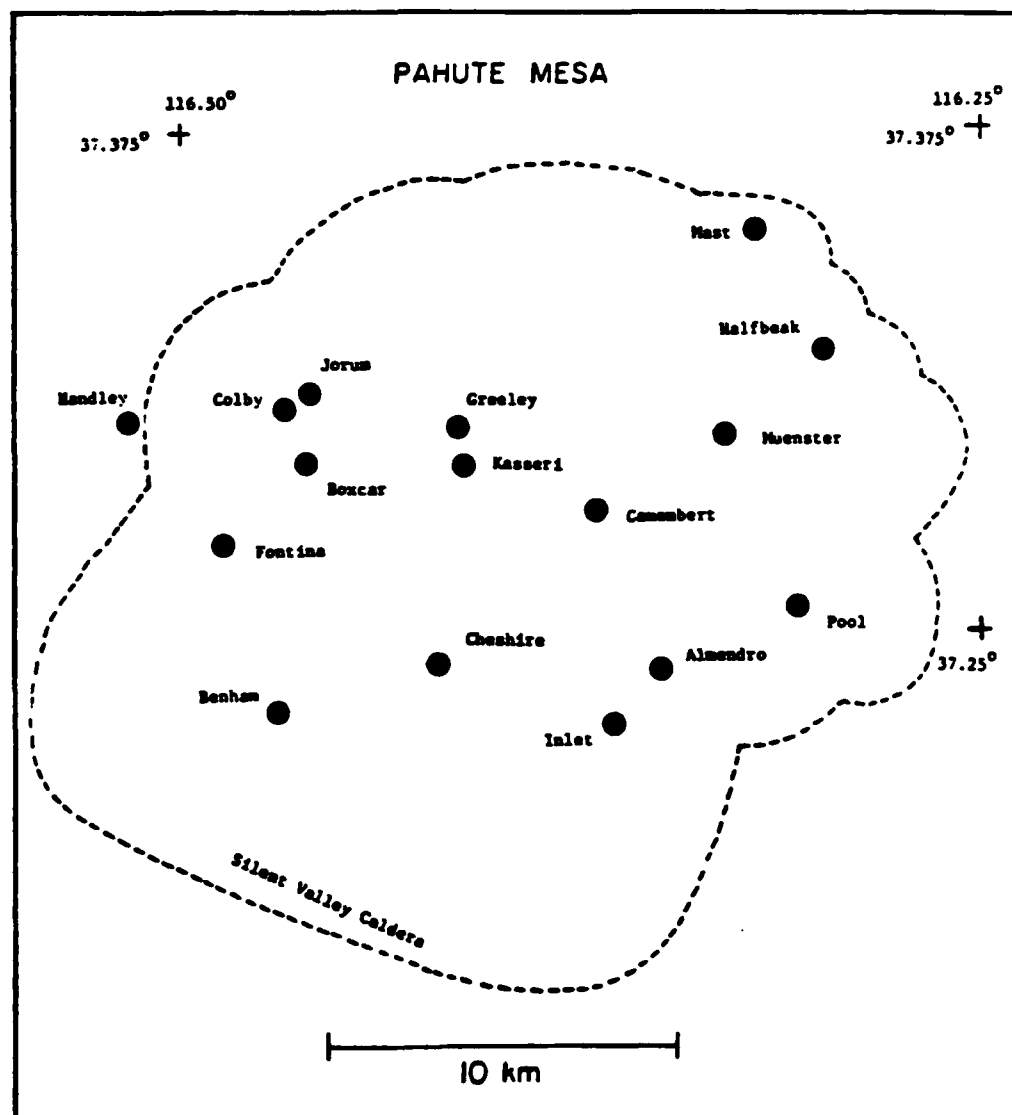 PAHUTE MESA
116.50°
37.375°
116.25°
37.375°
Mast
Halfbeak
Jorum
Handley
Colby
Greeley
Muenster
Kasseri
Boxcar
Camembert
Fontina
Pool
Cheshire
Almendro
37.25°
Benham
Inlet
Silent Valley Caldera
10 km